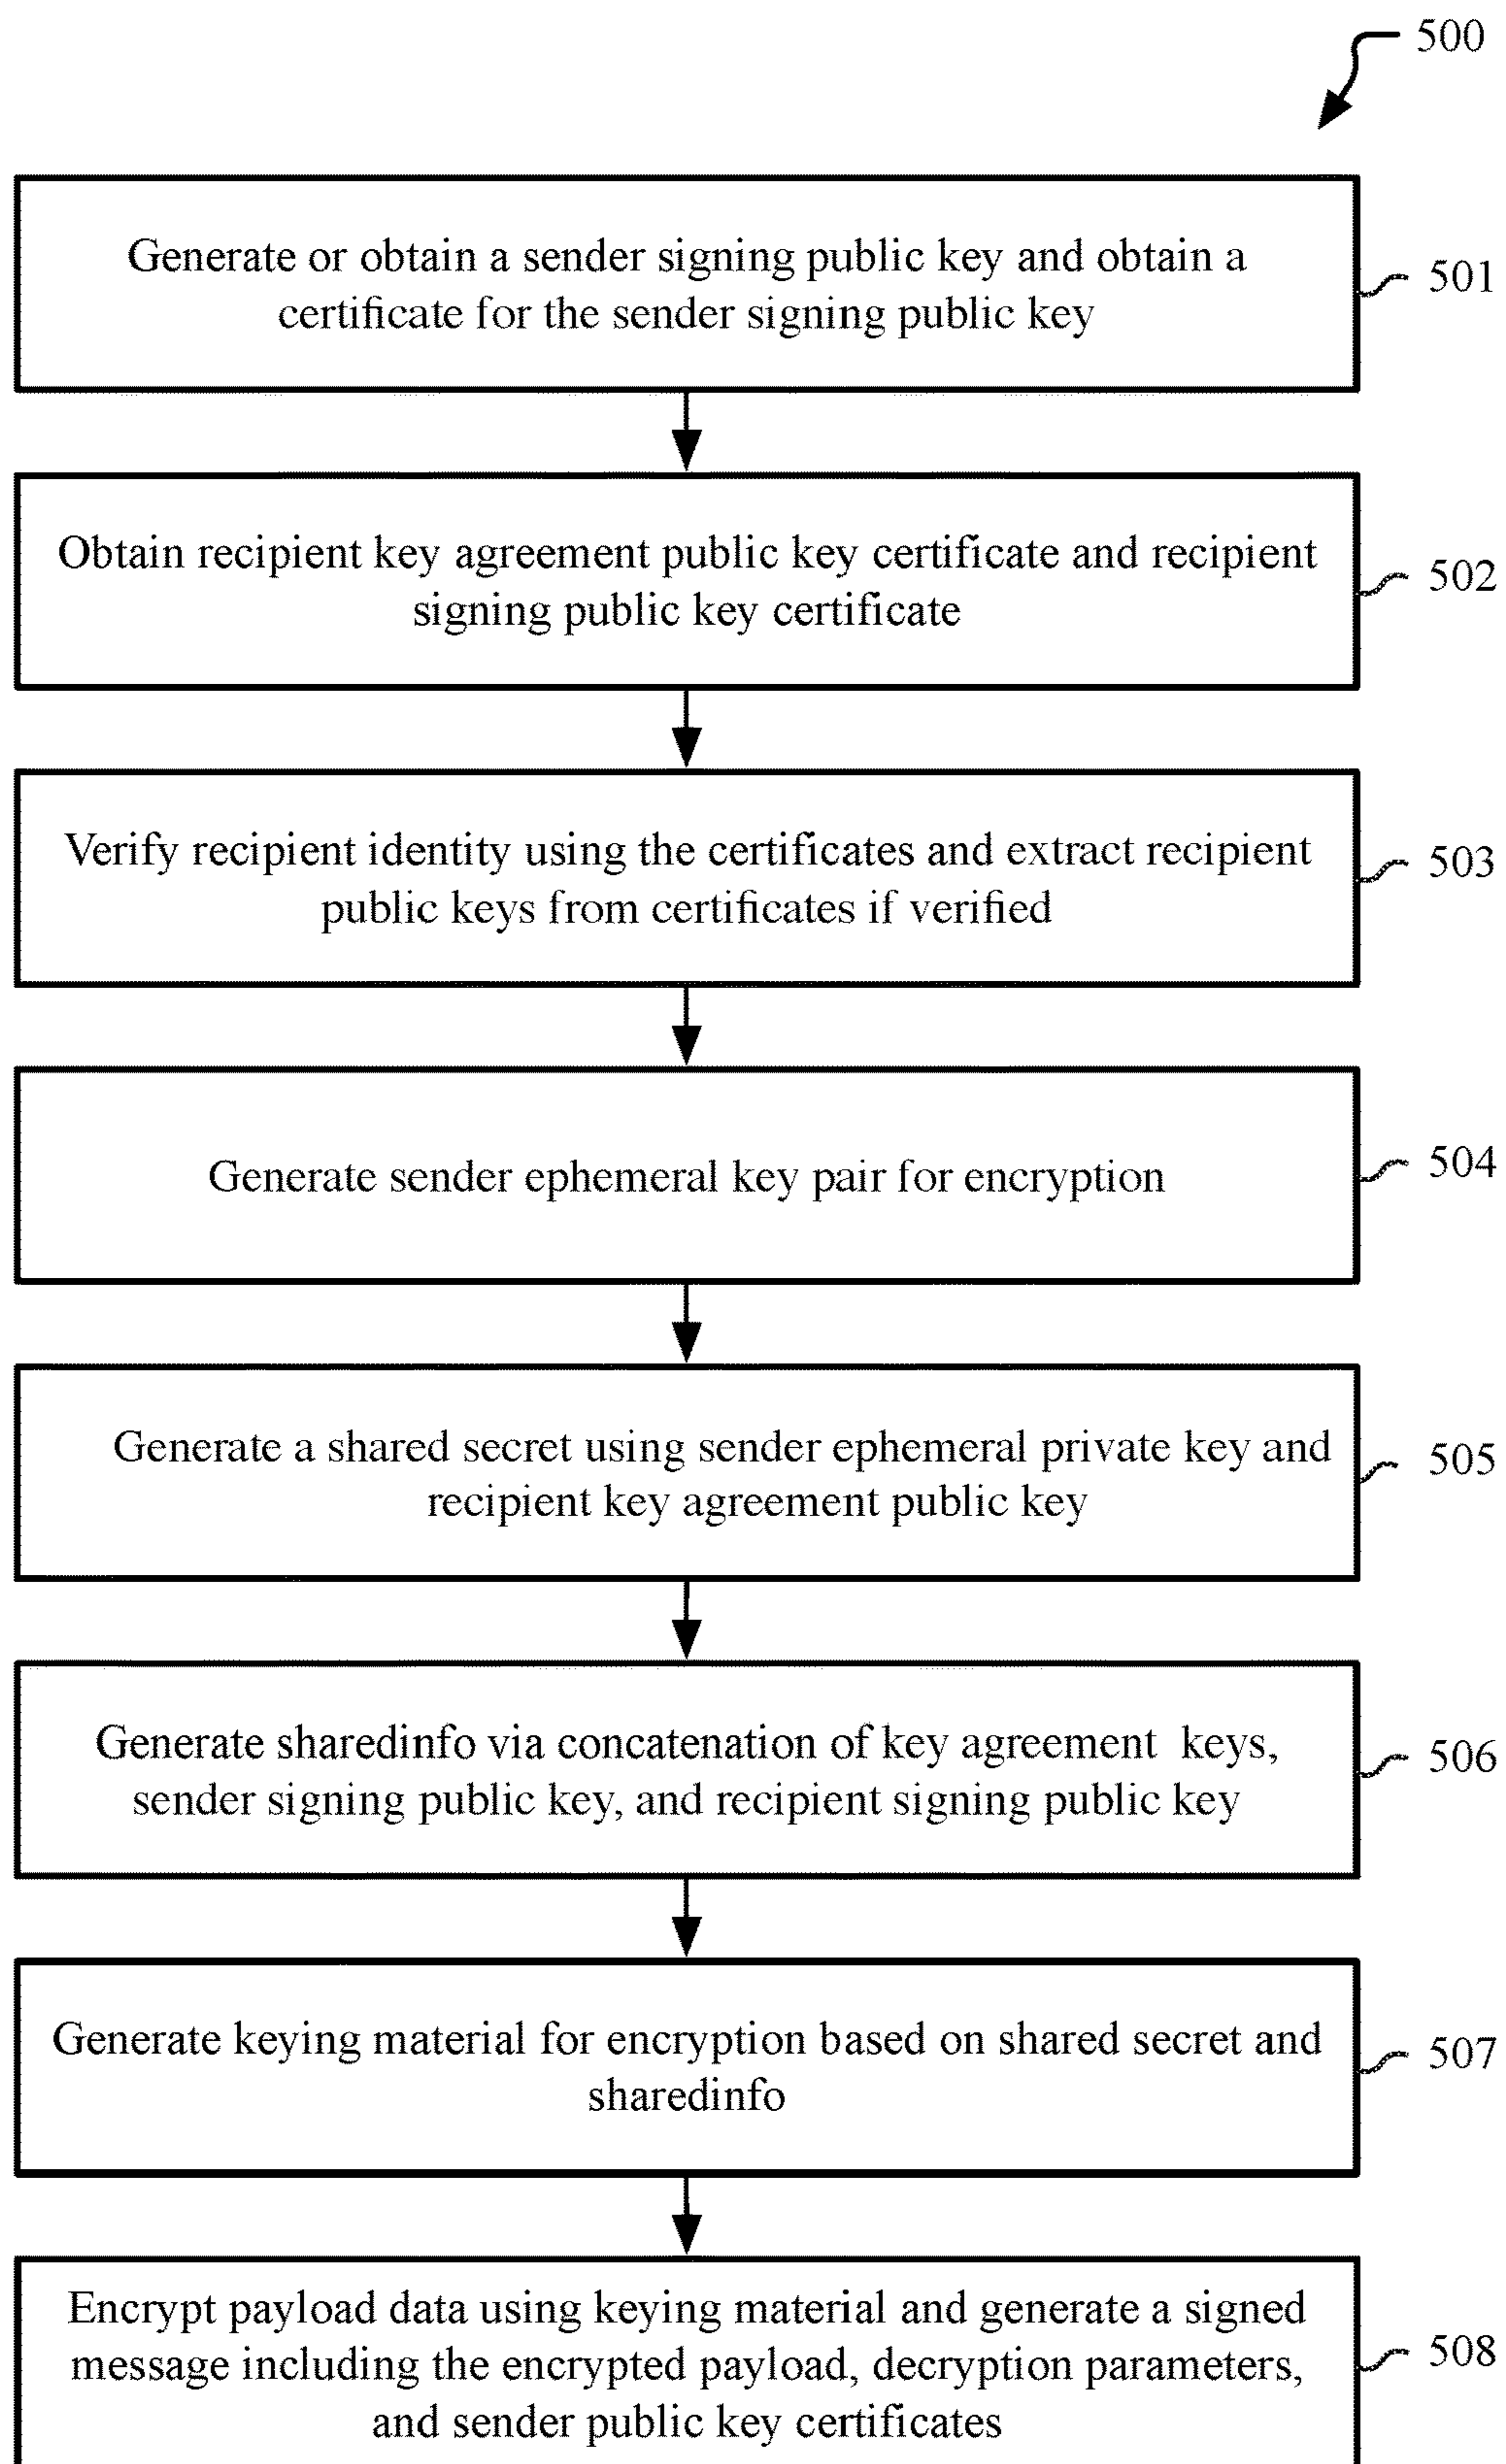 500
Generate or obtain a sender signing public key and obtain a
certificate for the sender signing public key
501
Obtain recipient key agreement public key certificate and recipient
signing public key certificate
502
Verify recipient identity using the certificates and extract recipient
public keys from certificates if verified
503
Generate sender ephemeral key pair for encryption
504
Generate a shared secret using sender ephemeral private key and
recipient key agreement public key
505
Generate sharedinfo via concatenation of key agreement keys,
sender signing public key, and recipient signing public key
506
Generate keying material for encryption based on shared secret and
sharedinfo
507
Encrypt payload data using keying material and generate a signed
message including the encrypted payload, decryption parameters,
and sender public key certificates
508